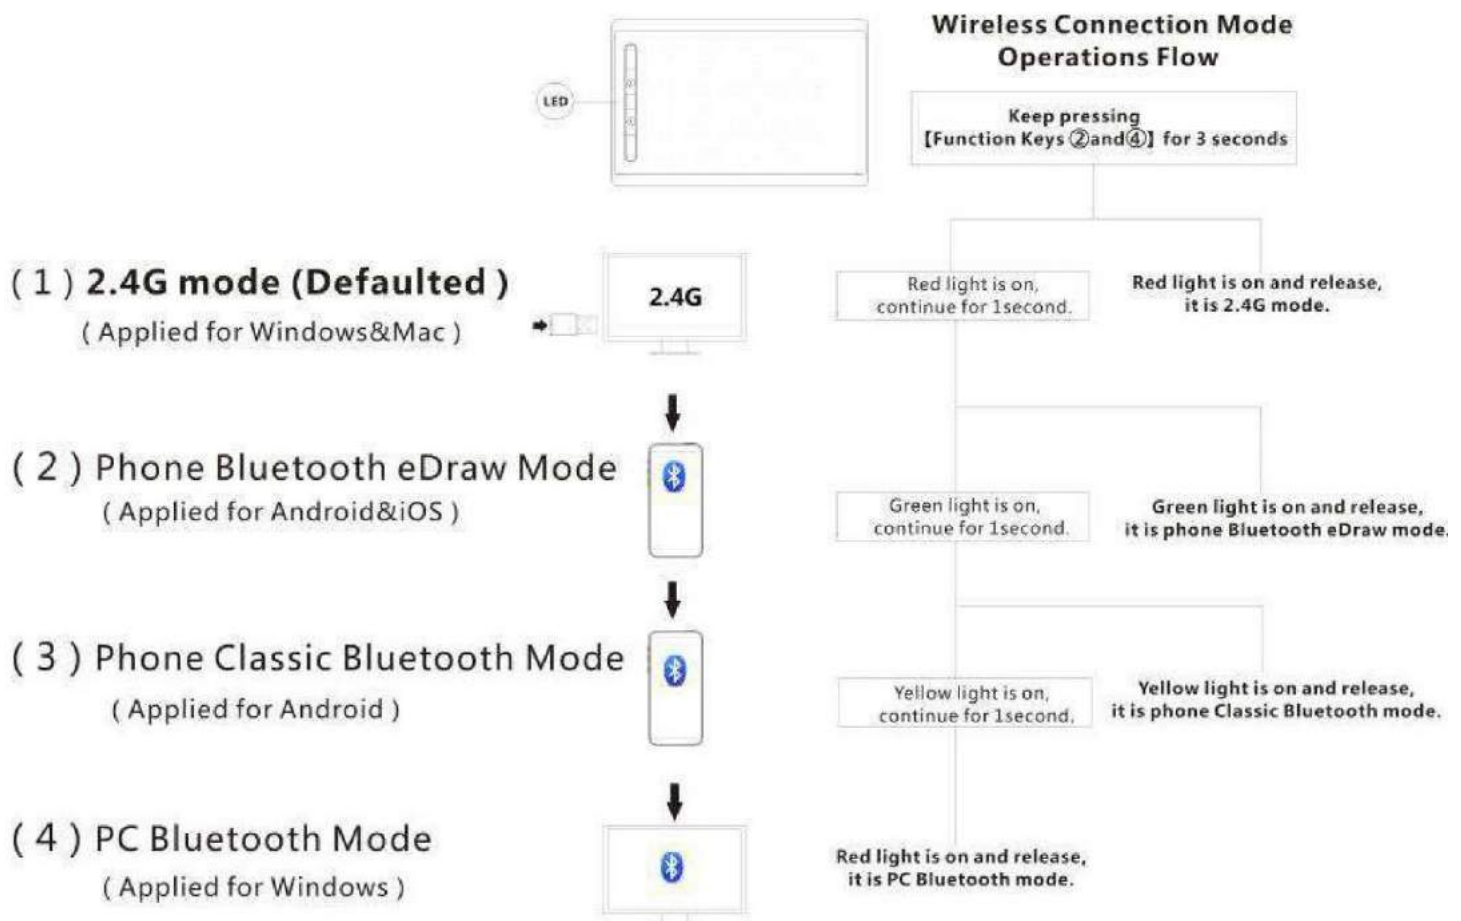 Wireless Connection Mode
Operations Flow
LED
Keep pressing
【Function Keys ②and④】 for 3 seconds
( 1 ) 2.4G mode (Defaulted )
( Applied for Windows&Mac )
2.4G
Red light is on,
continue for 1second.
Red light is on and release,
it is 2.4G mode.
( 2 ) Phone Bluetooth eDraw Mode
( Applied for Android&iOS )
Green light is on,
continue for 1second.
Green light is on and release,
it is phone Bluetooth eDraw mode.
( 3 ) Phone Classic Bluetooth Mode
( Applied for Android )
Yellow light is on,
continue for 1second.
Yellow light is on and release,
it is phone Classic Bluetooth mode.
( 4 ) PC Bluetooth Mode
( Applied for Windows )
Red light is on and release,
it is PC Bluetooth mode.